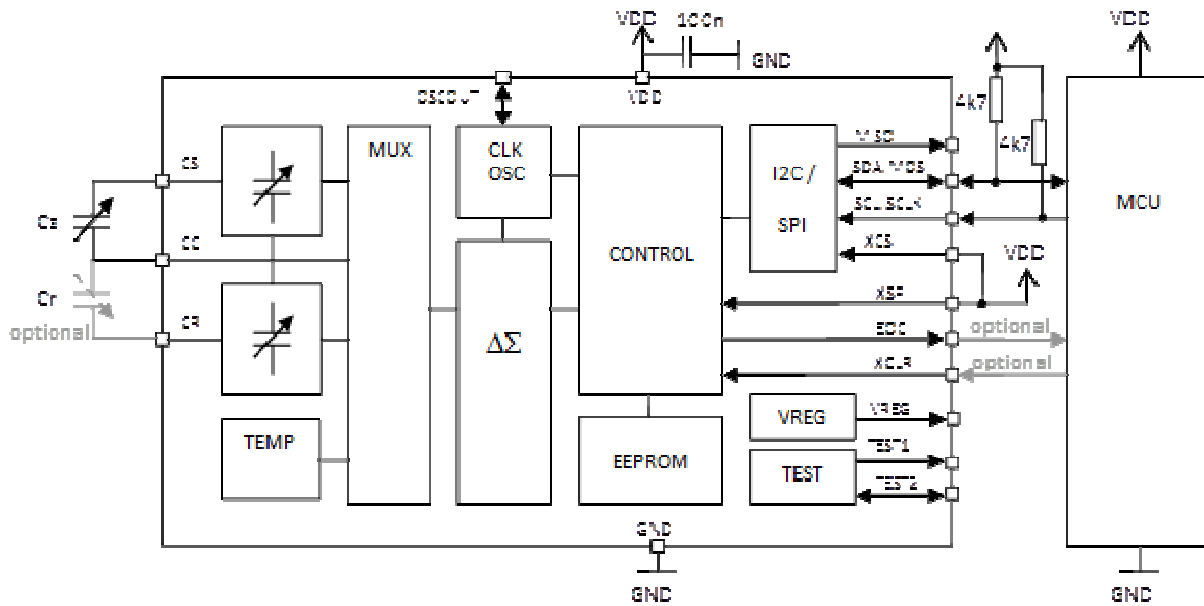 VDD
100n
GND
VDD
VDD
OSCOUT
4k7
4k7
CS
MUX
CLK
OSC
I2C /
SPI
MISO
SDA/MOSI
SCL/SCLK
XCS
MCU
Cs
CC
CONTROL
VDD
Cr
optional
CR
ΔΣ
XSP
EOC
optional
XCLR
optional
TEMP
EEPROM
VREG
VREG
TEST
TEST1
TEST2
GND
GND
GND